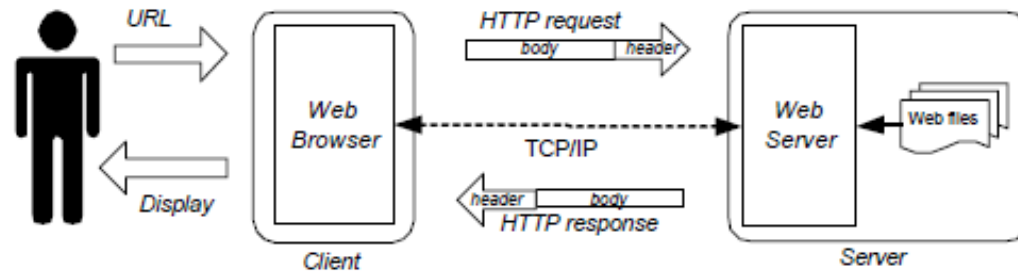 URL
Display
Web
Browser
Client
HTTP request
body header
TCP/IP
header body
HTTP response
Web
Server
Web files
Server